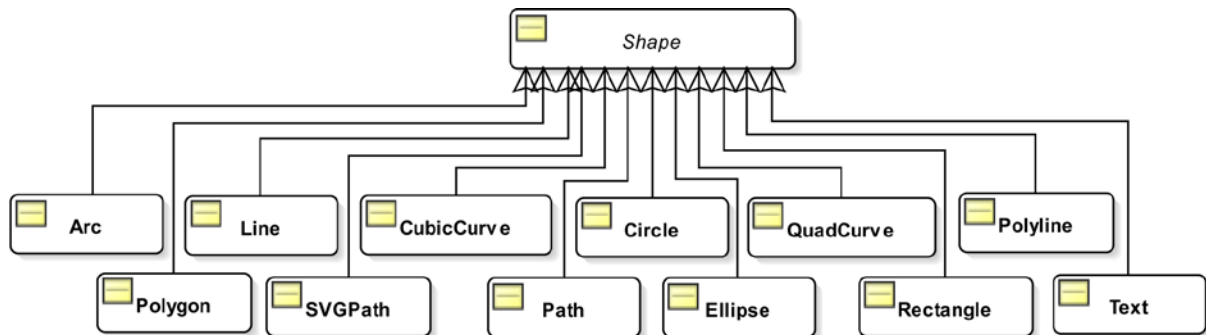 Shape
Arc
Line
CubicCurve
Circle
QuadCurve
Polyline
Polygon
SVGPath
Path
Ellipse
Rectangle
Text